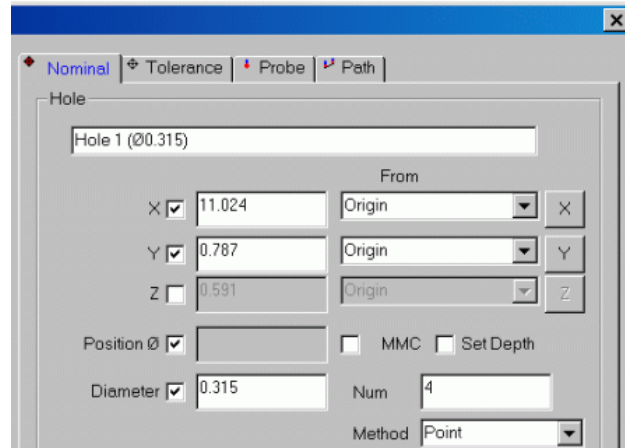 Nominal Tolerance Probe Path
Hole
Hole 1 (Ø0.315)
From
X 11.024 Origin X
Y 0.787 Origin Y
Z 0.591 Origin Z
Position Ø MMC Set Depth
Diameter 0.315 Num 4
Method Point